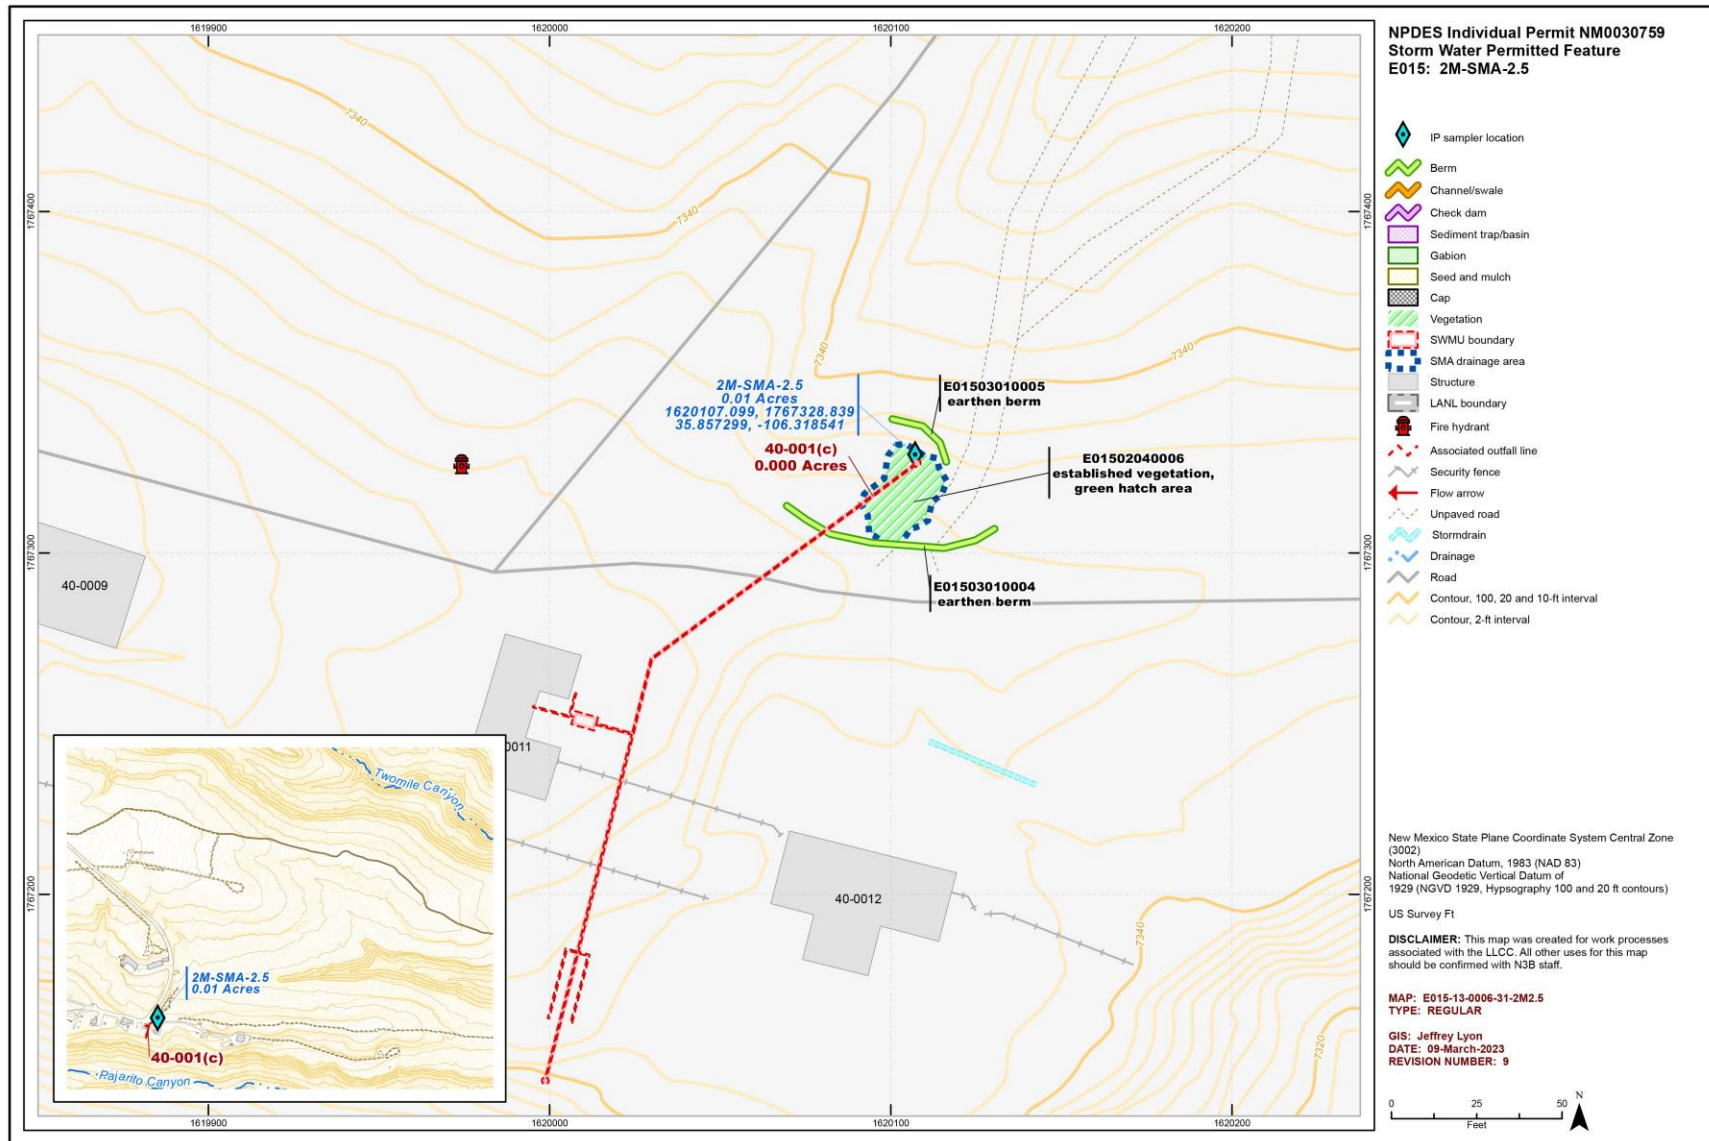 NPDES Individual Permit NM0030759
Storm Water Permitted Feature
E015: 2M-SMA-2.5
1619900
1620000
1620100
1620200
1767400
1767300
1767200
1767400
1767300
1767200
1619900
1620000
1620100
1620200
7340
7340
7340
7340
7340
7320
2M-SMA-2.5
0.01 Acres
1620107.099, 1767328.839
35.857299, -106.318541
40-001(c)
0.000 Acres
E01503010005
earthen berm
E01502040006
established vegetation,
green hatch area
E01503010004
earthen berm
40-0009
0011
40-0012
Twomile Canyon
2M-SMA-2.5
0.01 Acres
40-001(c)
Pajarito Canyon
IP sampler location
Berm
Channel/swale
Check dam
Sediment trap/basin
Gabion
Seed and mulch
Cap
Vegetation
SWMU boundary
SMA drainage area
Structure
LANL boundary
Fire hydrant
Associated outfall line
Security fence
Flow arrow
Unpaved road
Stormdrain
Drainage
Road
Contour, 100, 20 and 10-ft interval
Contour, 2-ft interval
New Mexico State Plane Coordinate System Central Zone
(3002)
North American Datum, 1983 (NAD 83)
National Geodetic Vertical Datum of
1929 (NGVD 1929, Hypsography 100 and 20 ft contours)
US Survey Ft
DISCLAIMER: This map was created for work processes
associated with the LLCC. All other uses for this map
should be confirmed with N3B staff.
MAP: E015-13-0006-31-2M2.5
TYPE: REGULAR
GIS: Jeffrey Lyon
DATE: 09-March-2023
REVISION NUMBER: 9
0 25 50
Feet
N